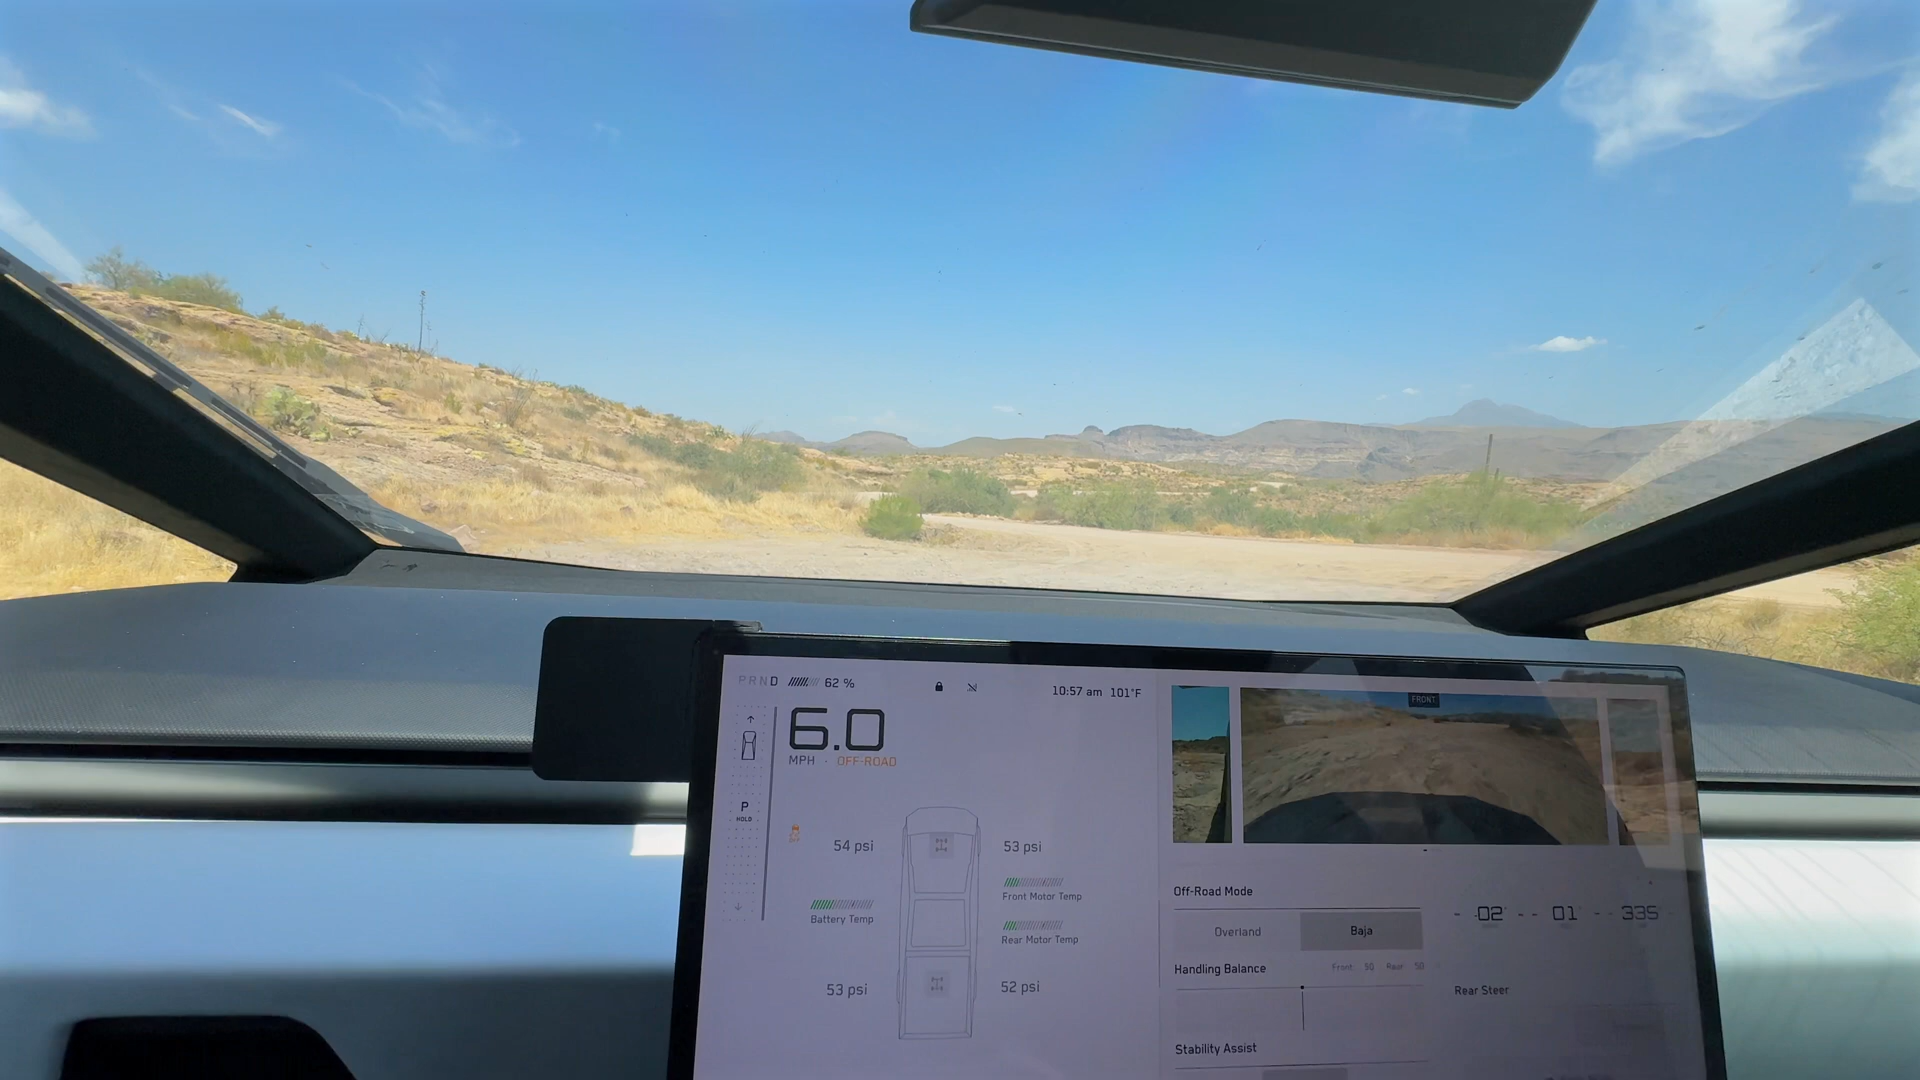 PRND 62 %
10:57 am 101°F
6.0
MPH · OFF-ROAD
P
HOLD
54 psi
53 psi
Battery Temp
Front Motor Temp
Rear Motor Temp
53 psi
52 psi
FRONT
Off-Road Mode
Overland
Baja
Handling Balance
Front 50 Rear 50
Stability Assist
-02° 01° 335
Rear Steer